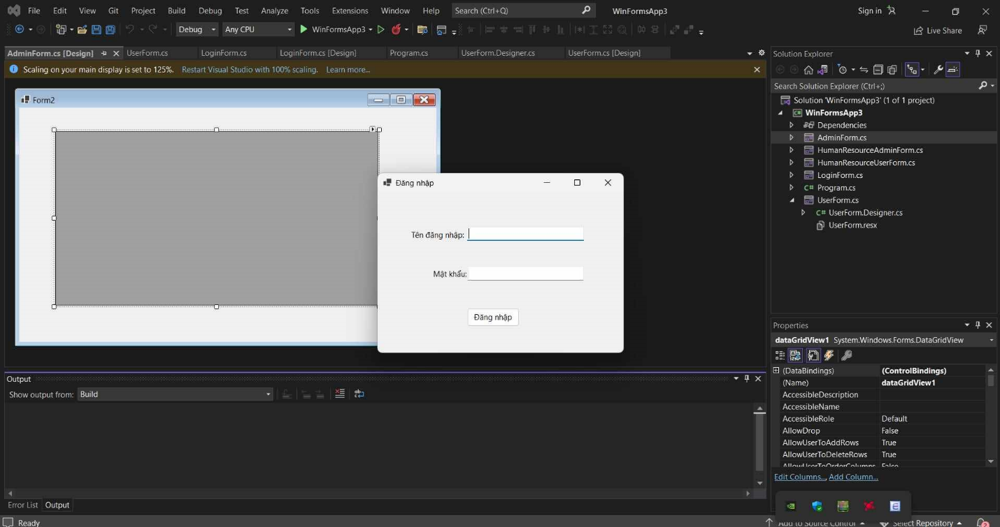 File Edit View Git Project Build Debug Test Analyze Tools Extensions Window Help Search (Ctrl+Q) WinFormsApp3 Sign in
Debug Any CPU WinFormsApp3 Live Share
AdminForm.cs [Design] UserForm.cs LoginForm.cs LoginForm.cs [Design] Program.cs UserForm.Designer.cs UserForm.cs [Design]
Scaling on your main display is set to 125%. Restart Visual Studio with 100% scaling. Learn more...
Form2
Đăng nhập
Tên đăng nhập:
Mật khẩu:
Đăng nhập
Output
Show output from: Build
Error List Output
Ready
Solution Explorer
Search Solution Explorer (Ctrl+;)
Solution 'WinFormsApp3' (1 of 1 project)
WinFormsApp3
Dependencies
AdminForm.cs
HumanResourceAdminForm.cs
HumanResourceUserForm.cs
LoginForm.cs
C# Program.cs
UserForm.cs
C# UserForm.Designer.cs
UserForm.resx
Properties
dataGridView1 System.Windows.Forms.DataGridView
(DataBindings) (ControlBindings)
(Name) dataGridView1
AccessibleDescription
AccessibleName
AccessibleRole Default
AllowDrop False
AllowUserToAddRows True
AllowUserToDeleteRows True
AllowUserToOrderColumns False
Edit Columns..., Add Column...
Add to Source Control Select Repository 2